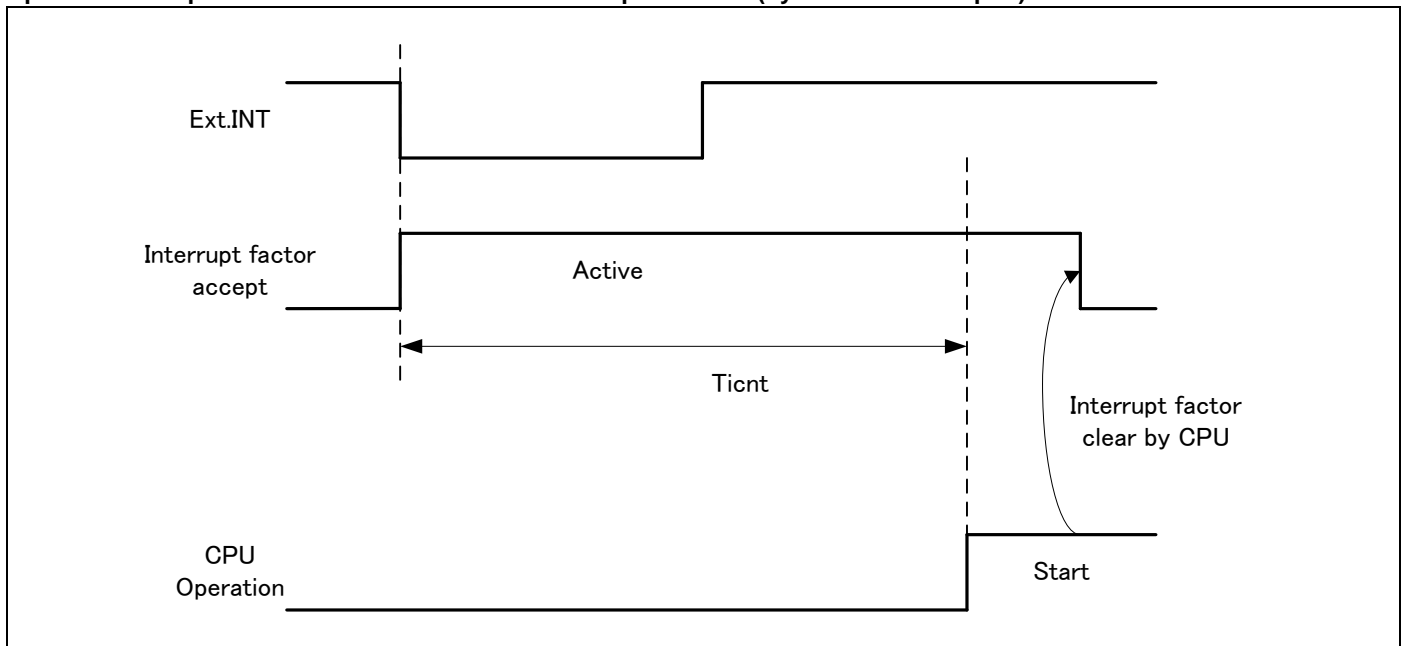 Ext.INT
Interrupt factor
accept
Active
Ticnt
Interrupt factor
clear by CPU
CPU
Operation
Start